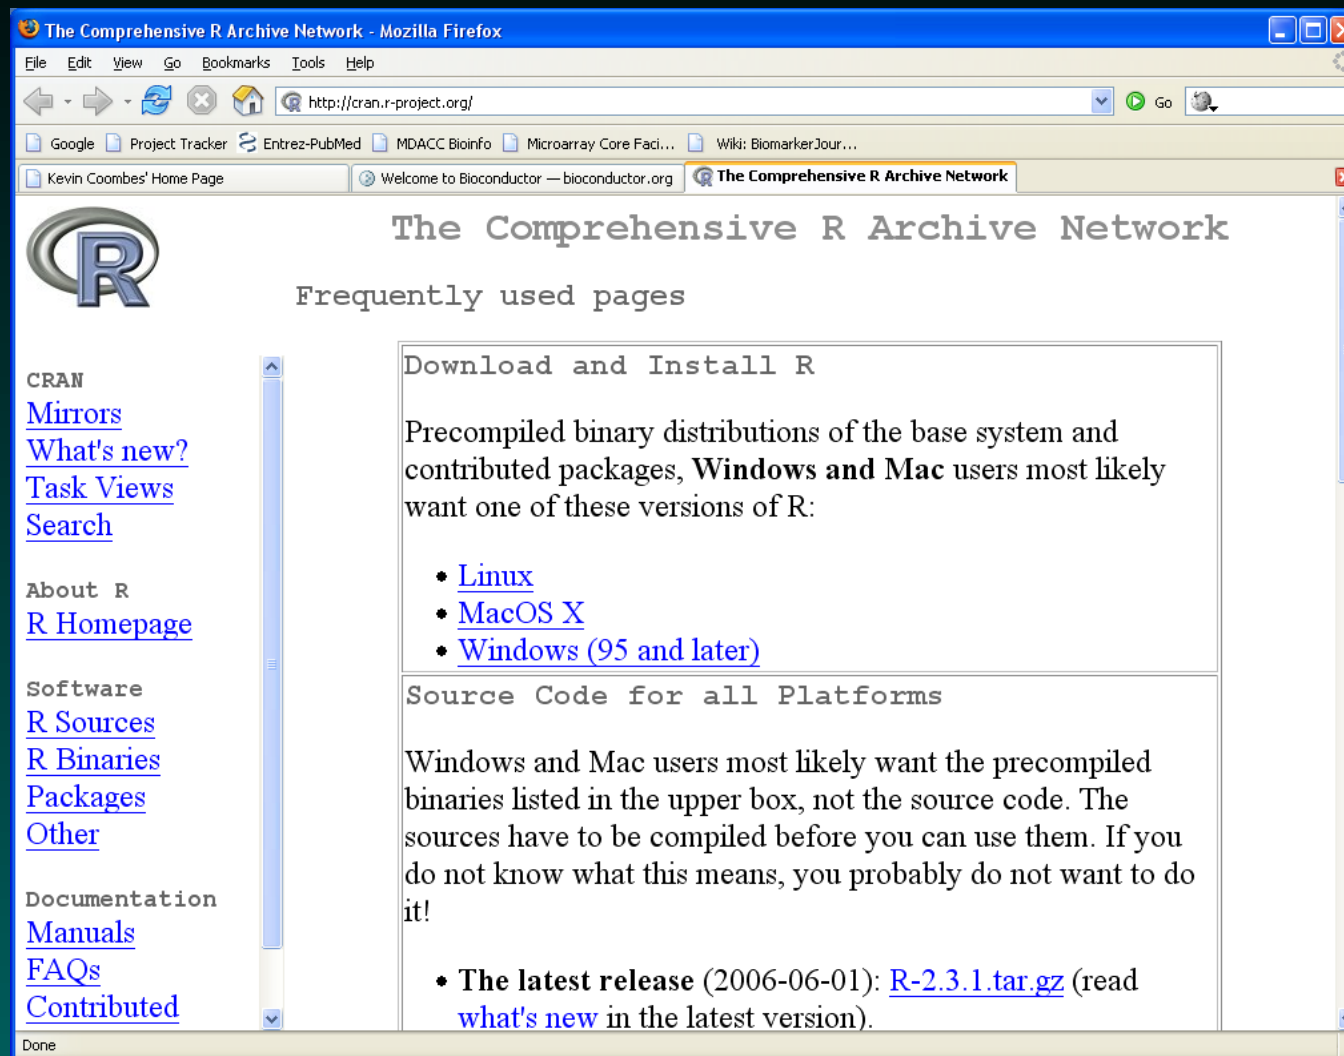 The Comprehensive R Archive Network - Mozilla Firefox
File Edit View Go Bookmarks Tools Help
http://cran.r-project.org/ Go
Google Project Tracker Entrez-PubMed MDACC Bioinfo Microarray Core Faci... Wiki: BiomarkerJour...
Kevin Coombes' Home Page Welcome to Bioconductor — bioconductor.org The Comprehensive R Archive Network
R
CRAN
Mirrors
What's new?
Task Views
Search
About R
R Homepage
Software
R Sources
R Binaries
Packages
Other
Documentation
Manuals
FAQs
Contributed
The Comprehensive R Archive Network
Frequently used pages
Download and Install R
Precompiled binary distributions of the base system and
contributed packages, Windows and Mac users most likely
want one of these versions of R:
• Linux
• MacOS X
• Windows (95 and later)
Source Code for all Platforms
Windows and Mac users most likely want the precompiled
binaries listed in the upper box, not the source code. The
sources have to be compiled before you can use them. If you
do not know what this means, you probably do not want to do
it!
• The latest release (2006-06-01): R-2.3.1.tar.gz (read
what's new in the latest version).
Done